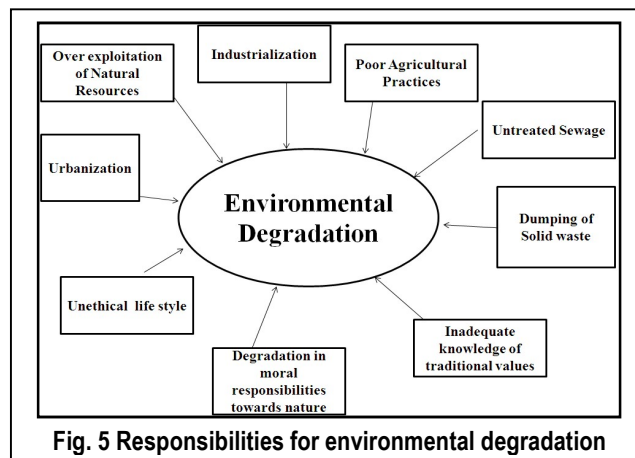 Over exploitation
of Natural
Resources
Industrialization
Poor Agricultural
Practices
Untreated Sewage
Urbanization
Environmental
Degradation
Dumping of
Solid waste
Unethical life style
Degradation in
moral
responsibilities
towards nature
Inadequate
knowledge of
traditional values
Fig. 5 Responsibilities for environmental degradation